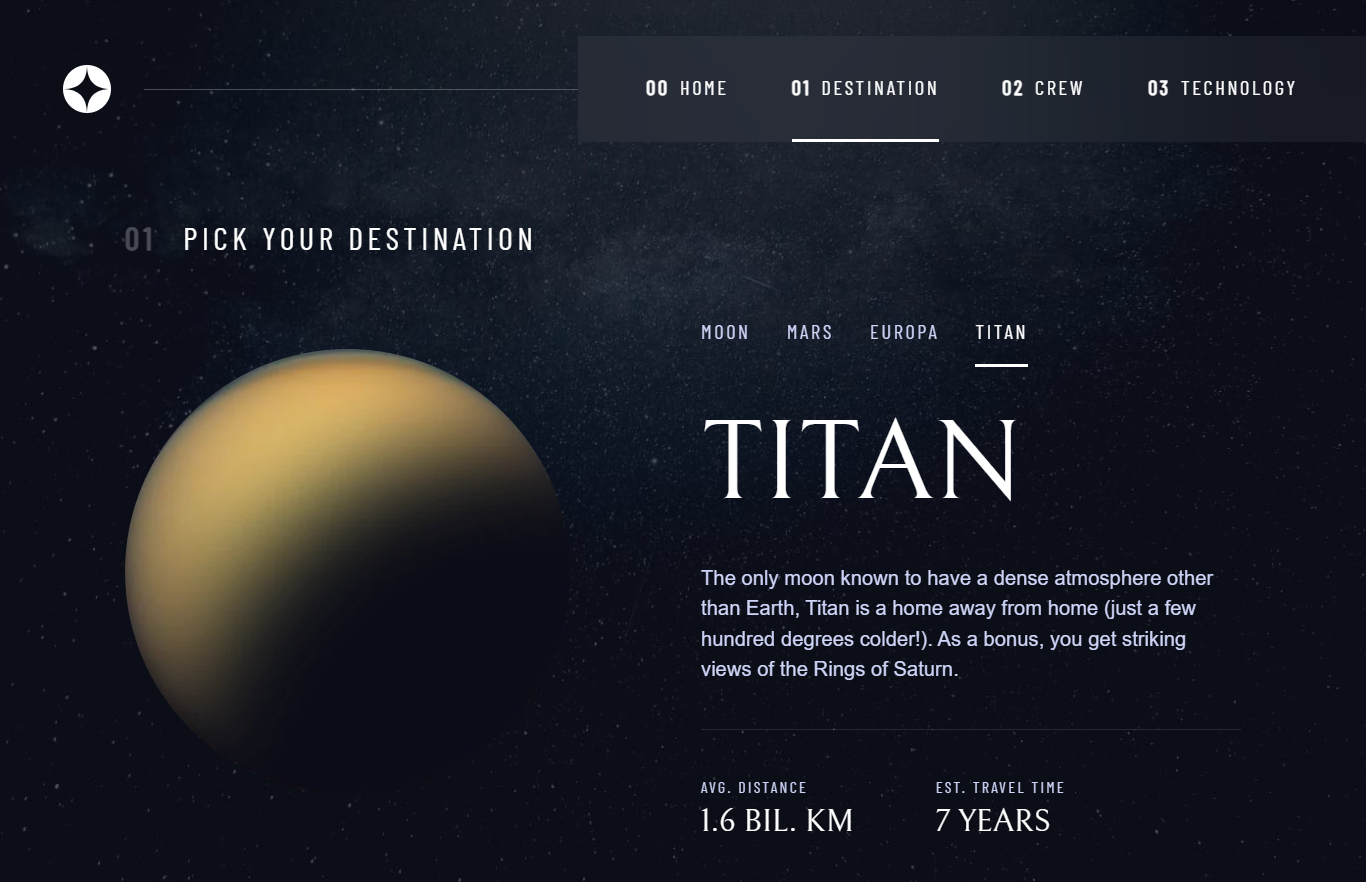 00 HOME 01 DESTINATION 02 CREW 03 TECHNOLOGY
01 PICK YOUR DESTINATION
MOON MARS EUROPA TITAN
TITAN
The only moon known to have a dense atmosphere other
than Earth, Titan is a home away from home (just a few
hundred degrees colder!). As a bonus, you get striking
views of the Rings of Saturn.
AVG. DISTANCE
1.6 BIL. KM
EST. TRAVEL TIME
7 YEARS